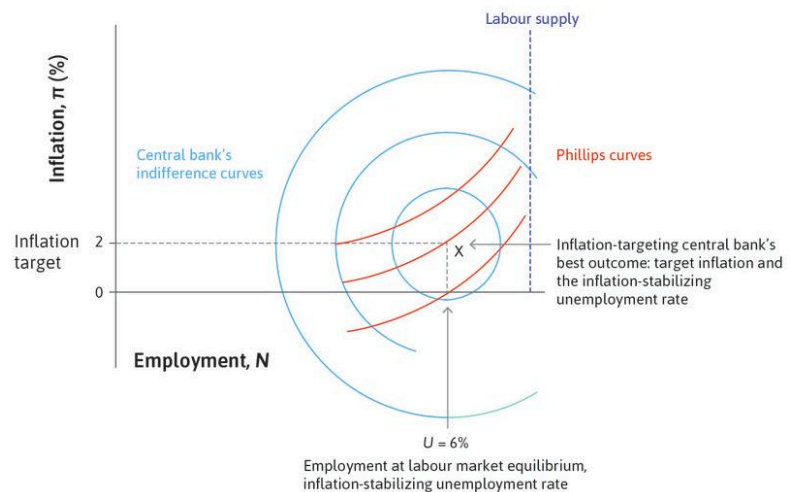 Labour supply
Inflation, π (%)
Central bank's
indifference curves
Phillips curves
Inflation
target
2
X
Inflation-targeting central bank's
best outcome: target inflation and
the inflation-stabilizing
unemployment rate
0
Employment, N
U = 6%
Employment at labour market equilibrium,
inflation-stabilizing unemployment rate